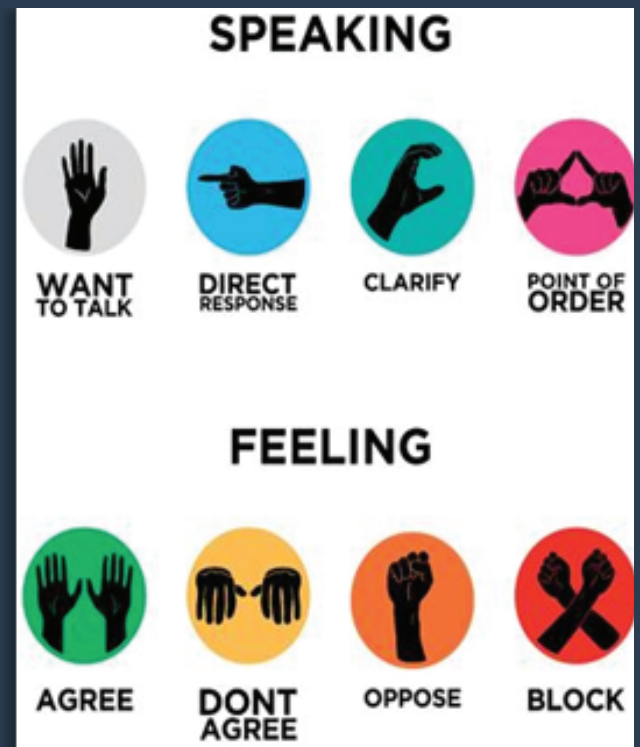 SPEAKING
WANT
TO TALK
DIRECT
RESPONSE
CLARIFY
POINT OF
ORDER
FEELING
AGREE
DONT
AGREE
OPPOSE
BLOCK